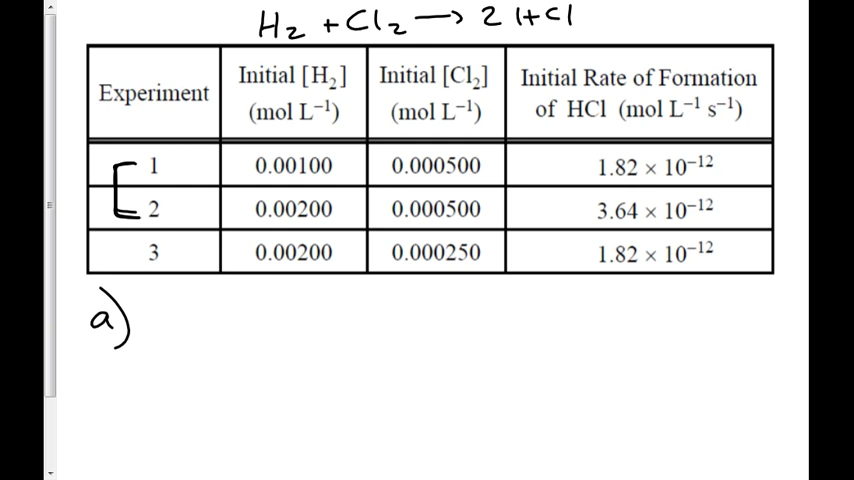 H₂ + Cl₂ → 2 HCl
Experiment Initial [H₂] (mol L⁻¹) Initial [Cl₂] (mol L⁻¹) Initial Rate of Formation of HCl (mol L⁻¹ s⁻¹)
1 0.00100 0.000500 1.82 × 10⁻¹²
2 0.00200 0.000500 3.64 × 10⁻¹²
3 0.00200 0.000250 1.82 × 10⁻¹²
a)